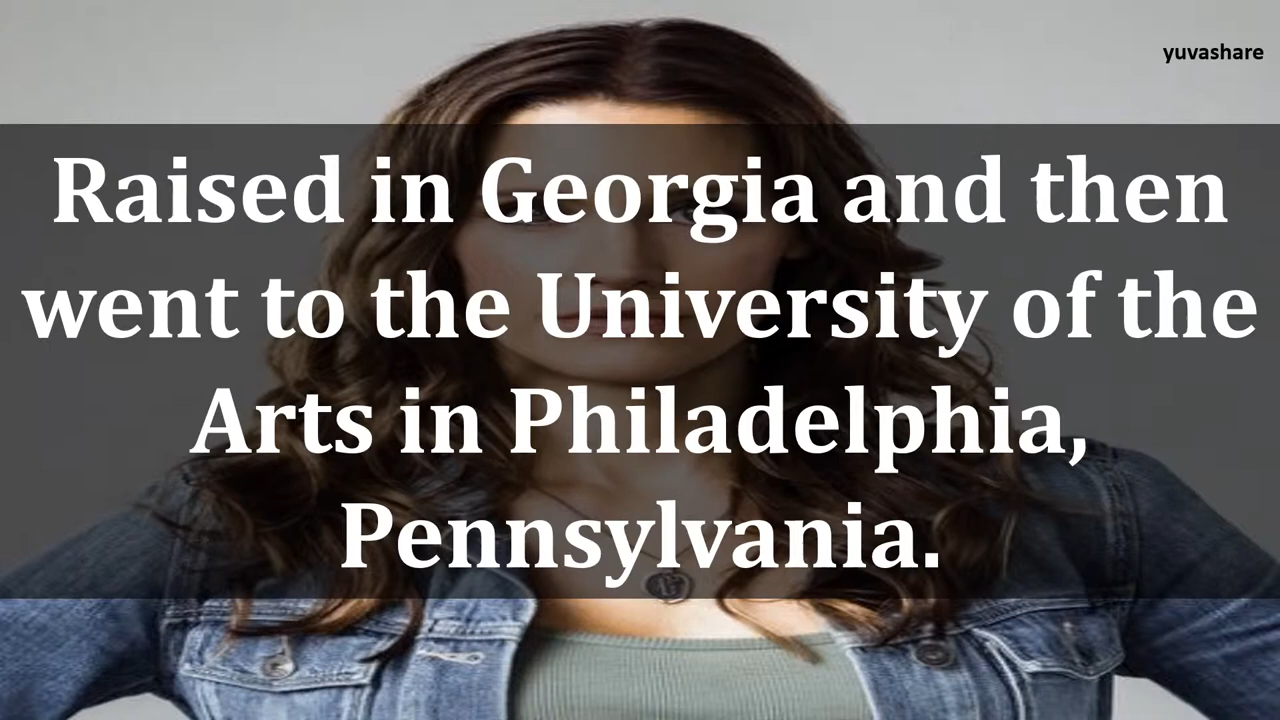 yuvashare
Raised in Georgia and then
went to the University of the
Arts in Philadelphia,
Pennsylvania.